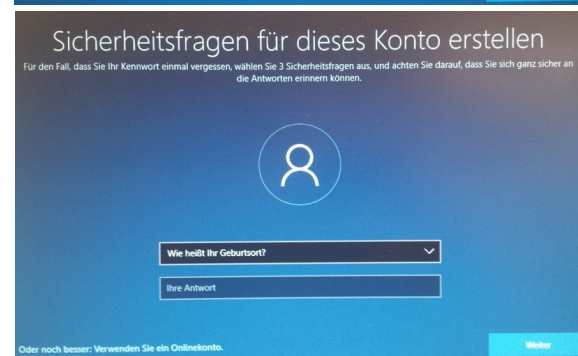 Sicherheitsfragen für dieses Konto erstellen
Für den Fall, dass Sie Ihr Kennwort einmal vergessen, wählen Sie 3 Sicherheitsfragen aus, und achten Sie darauf, dass Sie sich ganz sicher an
die Antworten erinnern können.
Wie heißt Ihr Geburtsort?
Ihre Antwort
Oder noch besser: Verwenden Sie ein Onlinekonto.
Weiter